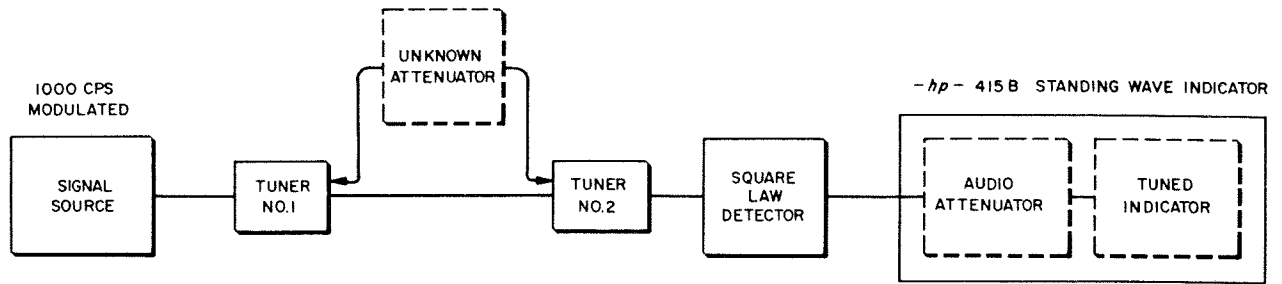 UNKNOWN
ATTENUATOR
1000 CPS
MODULATED
-hp- 415B STANDING WAVE INDICATOR
SIGNAL
SOURCE
TUNER
NO.1
TUNER
NO.2
SQUARE
LAW
DETECTOR
AUDIO
ATTENUATOR
TUNED
INDICATOR